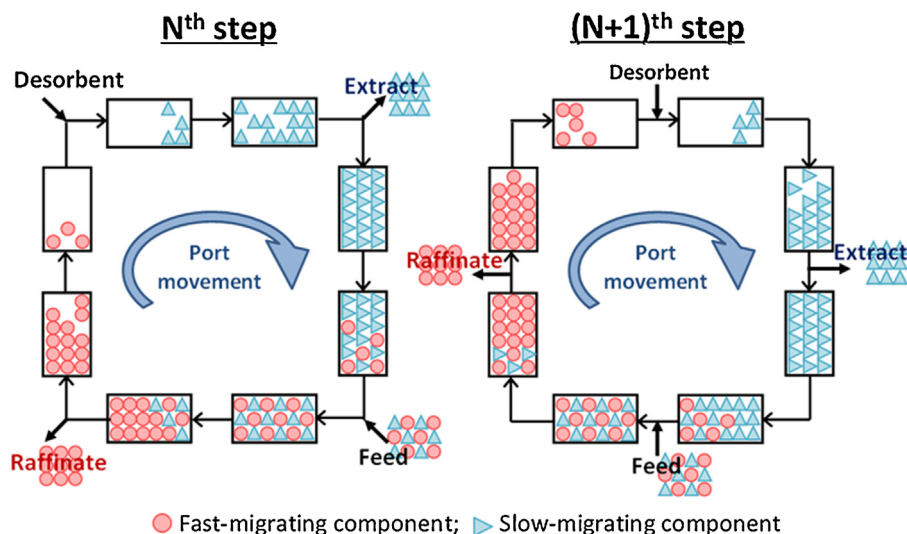 Nth step
Desorbent
Extract
Port
movement
Raffinate
Feed
(N+1)th step
Desorbent
Raffinate
Extract
Port
movement
Feed
Fast-migrating component; Slow-migrating component